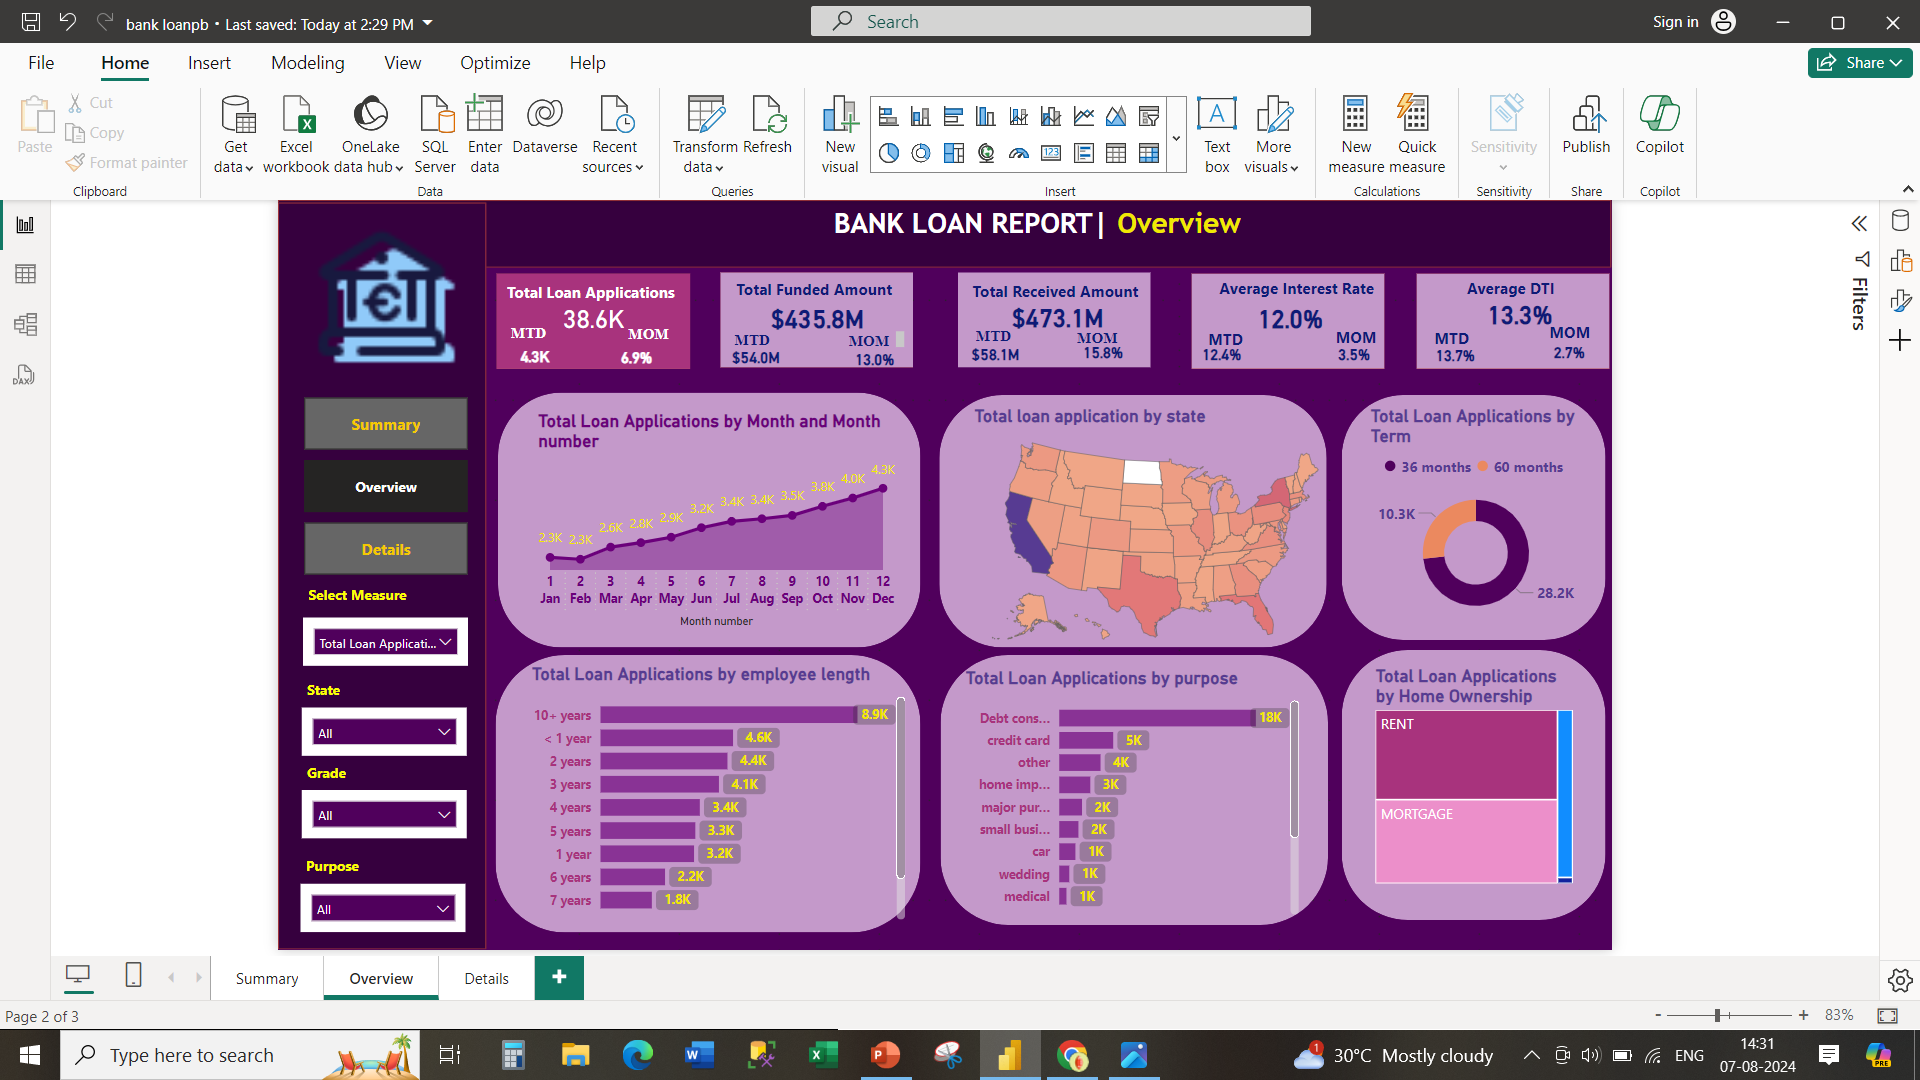 bank loanpb • Last saved: Today at 2:29 PM
Search
Sign in
File Home Insert Modeling View Optimize Help
Share
Paste
Cut
Copy
Format painter
Clipboard
Get data
Excel workbook
OneLake data hub
SQL Server
Enter data
Dataverse
Recent sources
Data
Transform data
Refresh
Queries
New visual
123
Insert
A
Text box
More visuals
New measure
Quick measure
Calculations
Sensitivity
Sensitivity
Publish
Share
Copilot
Copilot
DAX
BANK LOAN REPORT| Overview
Total Loan Applications
38.6K
MTD MOM
4.3K 6.9%
Total Funded Amount
$435.8M
MTD MOM
$54.0M 13.0%
Total Received Amount
$473.1M
MTD MOM
$58.1M 15.8%
Average Interest Rate
12.0%
MTD MOM
12.4% 3.5%
Average DTI
13.3%
MTD MOM
13.7% 2.7%
Filters
Summary
Overview
Details
Select Measure
Total Loan Applicati...
State
All
Grade
All
Purpose
All
Total Loan Applications by Month and Month
number
2.3K 2.3K 2.6K 2.8K 2.9K 3.2K 3.4K 3.4K 3.5K 3.8K 4.0K 4.3K
1 2 3 4 5 6 7 8 9 10 11 12
Jan Feb Mar Apr May Jun Jul Aug Sep Oct Nov Dec
Month number
Total loan application by state
Total Loan Applications by
Term
36 months 60 months
10.3K
28.2K
Total Loan Applications by employee length
10+ years 8.9K
< 1 year 4.6K
2 years 4.4K
3 years 4.1K
4 years 3.4K
5 years 3.3K
1 year 3.2K
6 years 2.2K
7 years 1.8K
Total Loan Applications by purpose
Debt cons... 18K
credit card 5K
other 4K
home imp... 3K
major pur... 2K
small busi... 2K
car 1K
wedding 1K
medical 1K
Total Loan Applications
by Home Ownership
RENT
MORTGAGE
Summary Overview Details +
Page 2 of 3
- + 83%
Type here to search
1
30°C Mostly cloudy
ENG
14:31
07-08-2024
PRE